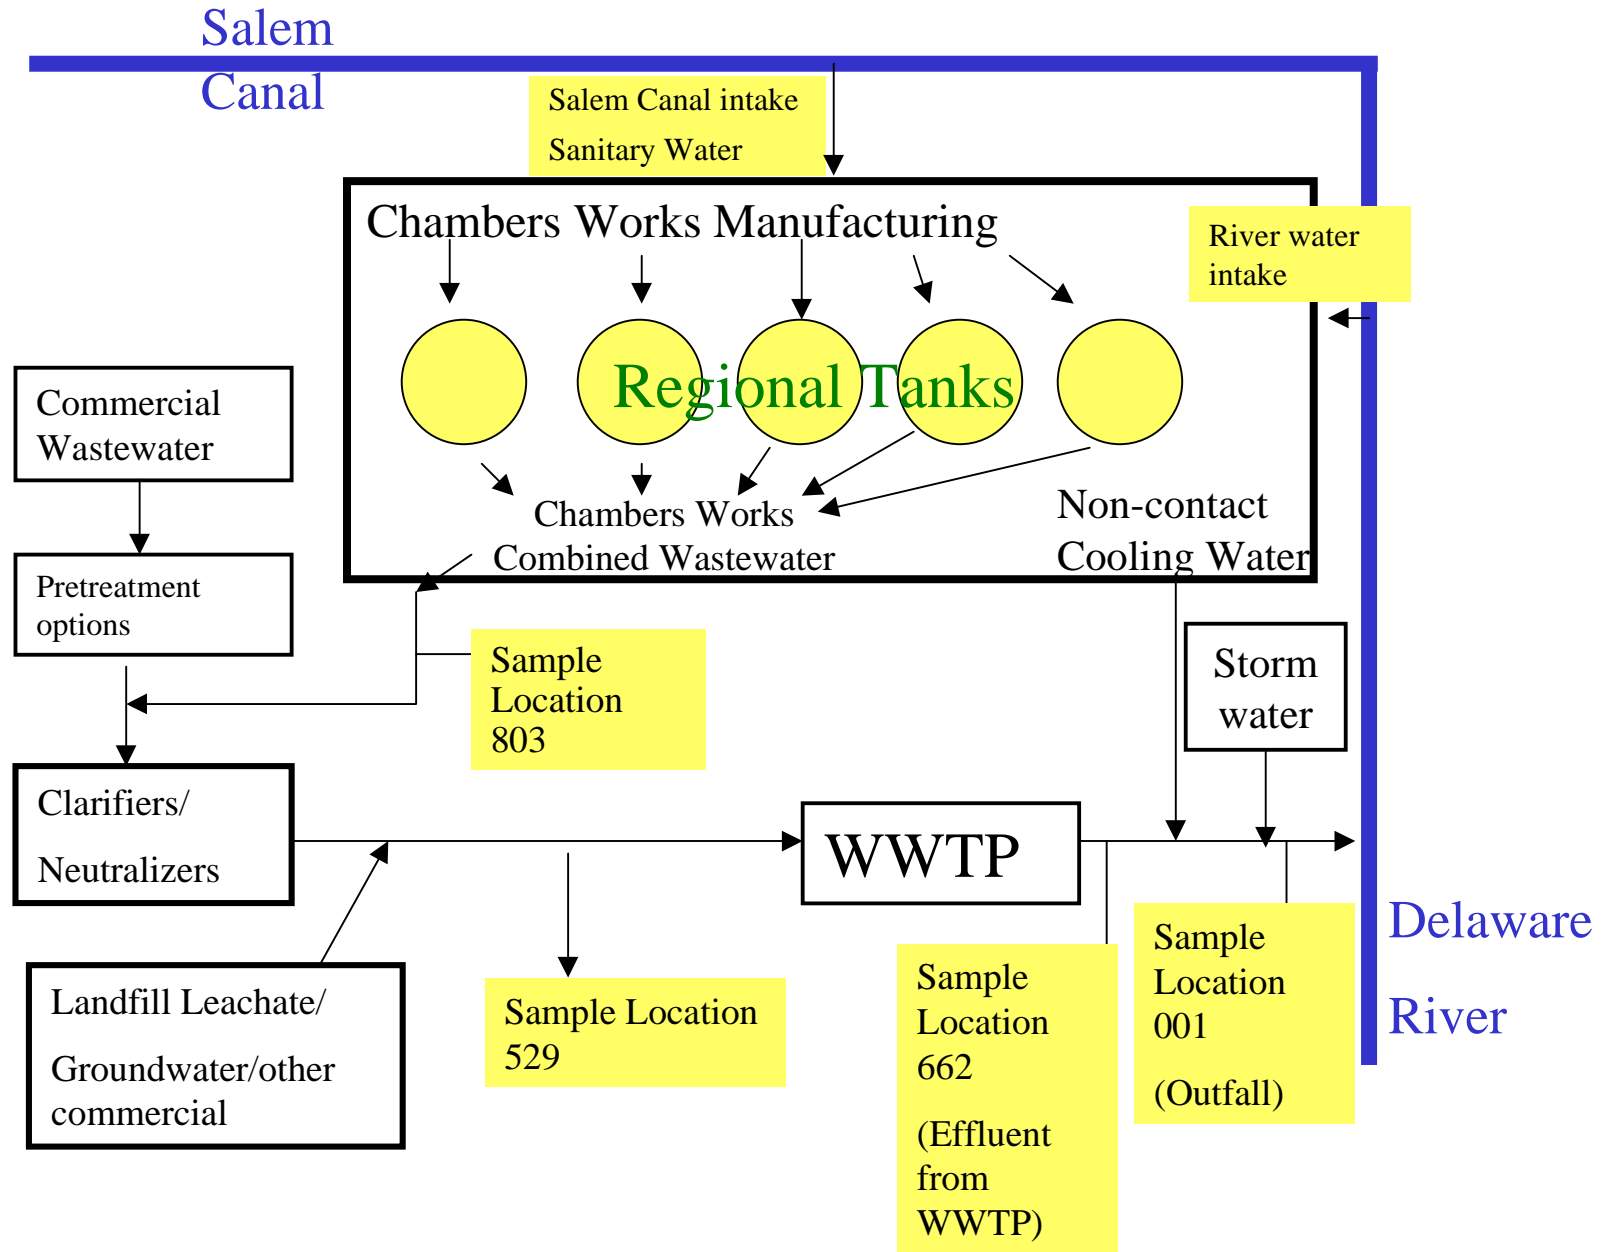 Salem
Canal
Salem Canal intake
Sanitary Water
Chambers Works Manufacturing
River water
intake
Regional Tanks
Commercial
Wastewater
Chambers Works
Combined Wastewater
Non-contact
Cooling Water
Pretreatment
options
Sample
Location
803
Storm
water
Clarifiers/
Neutralizers
WWTP
Landfill Leachate/
Groundwater/other
commercial
Sample Location
529
Sample
Location
662
(Effluent
from
WWTP)
Sample
Location
001
(Outfall)
Delaware
River